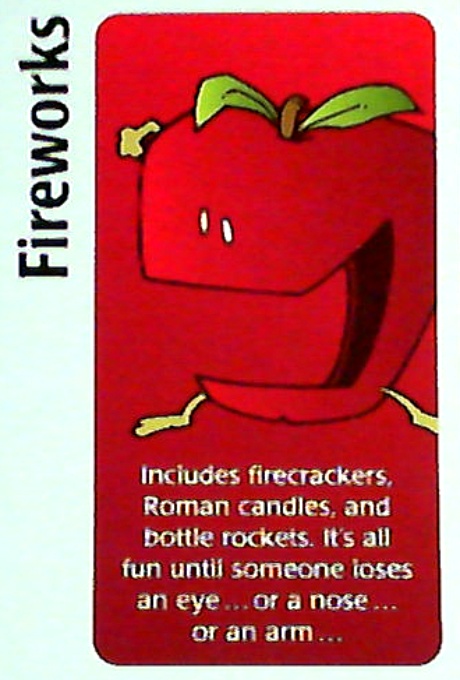 Fireworks
Includes firecrackers,
Roman candles, and
bottle rockets. It's all
fun until someone loses
an eye... or a nose...
or an arm...